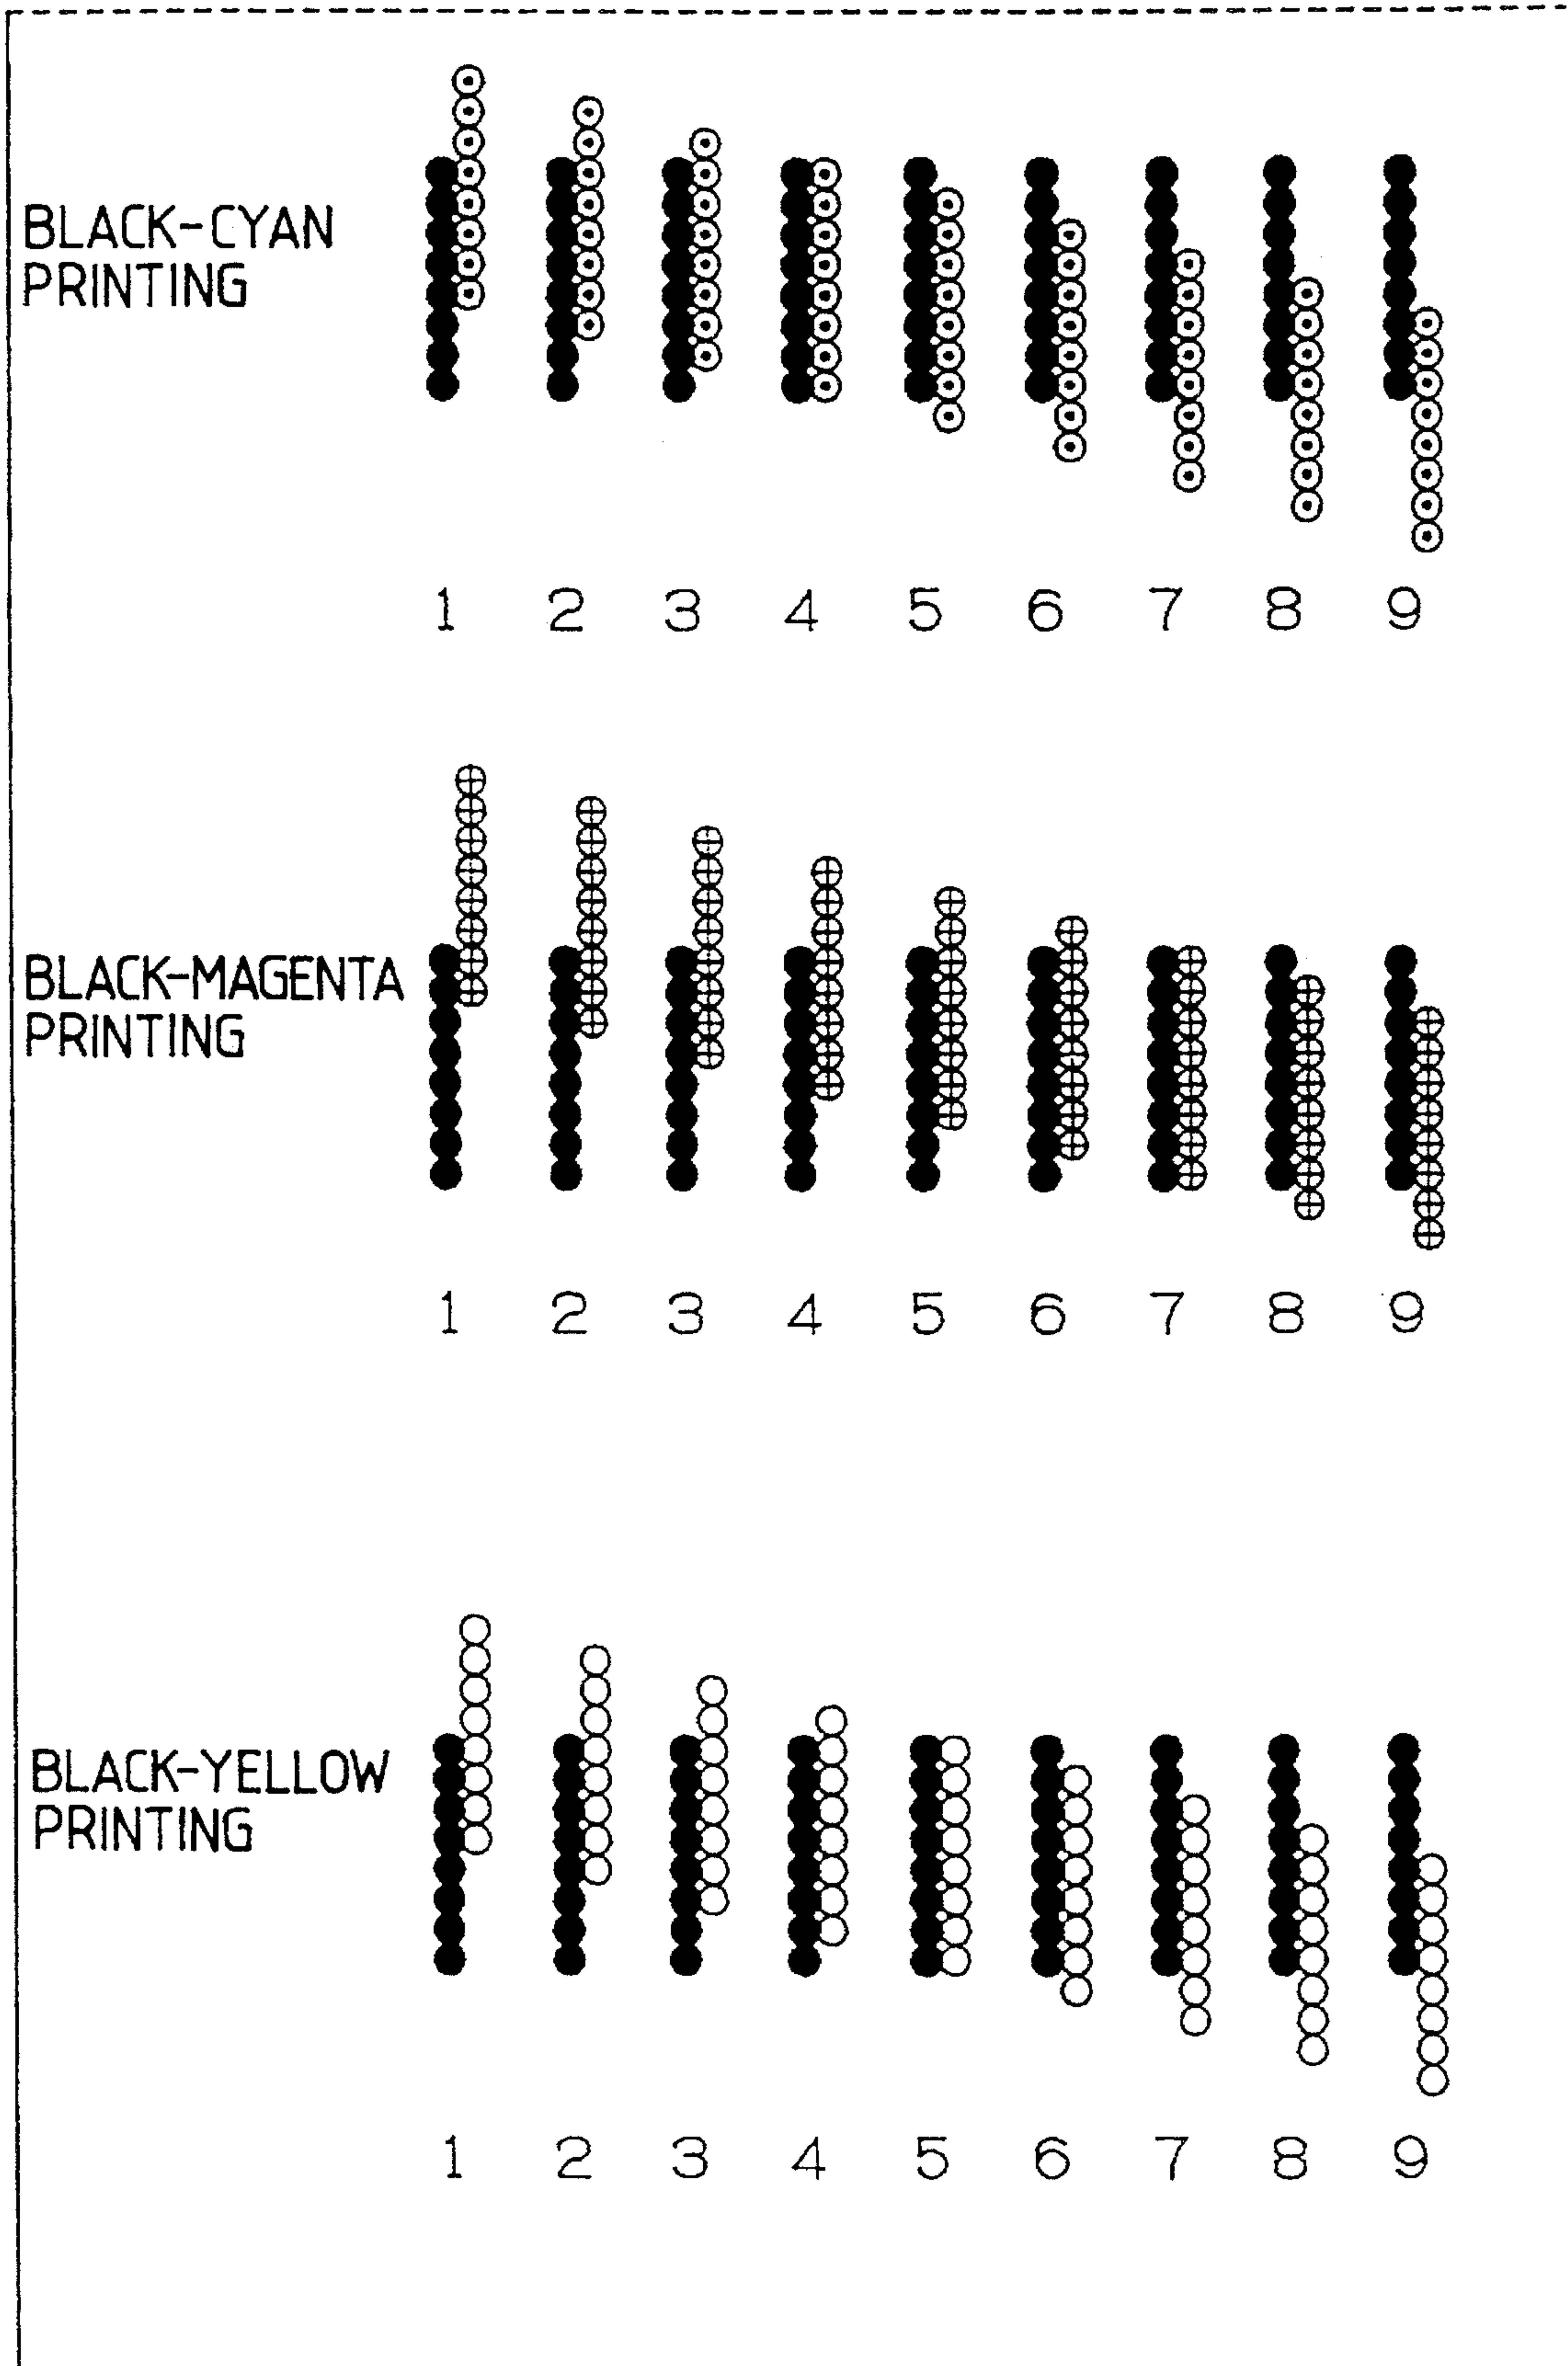 BLACK-CYAN
PRINTING
1 2 3 4 5 6 7 8 9
BLACK-MAGENTA
PRINTING
1 2 3 4 5 6 7 8 9
BLACK-YELLOW
PRINTING
1 2 3 4 5 6 7 8 9